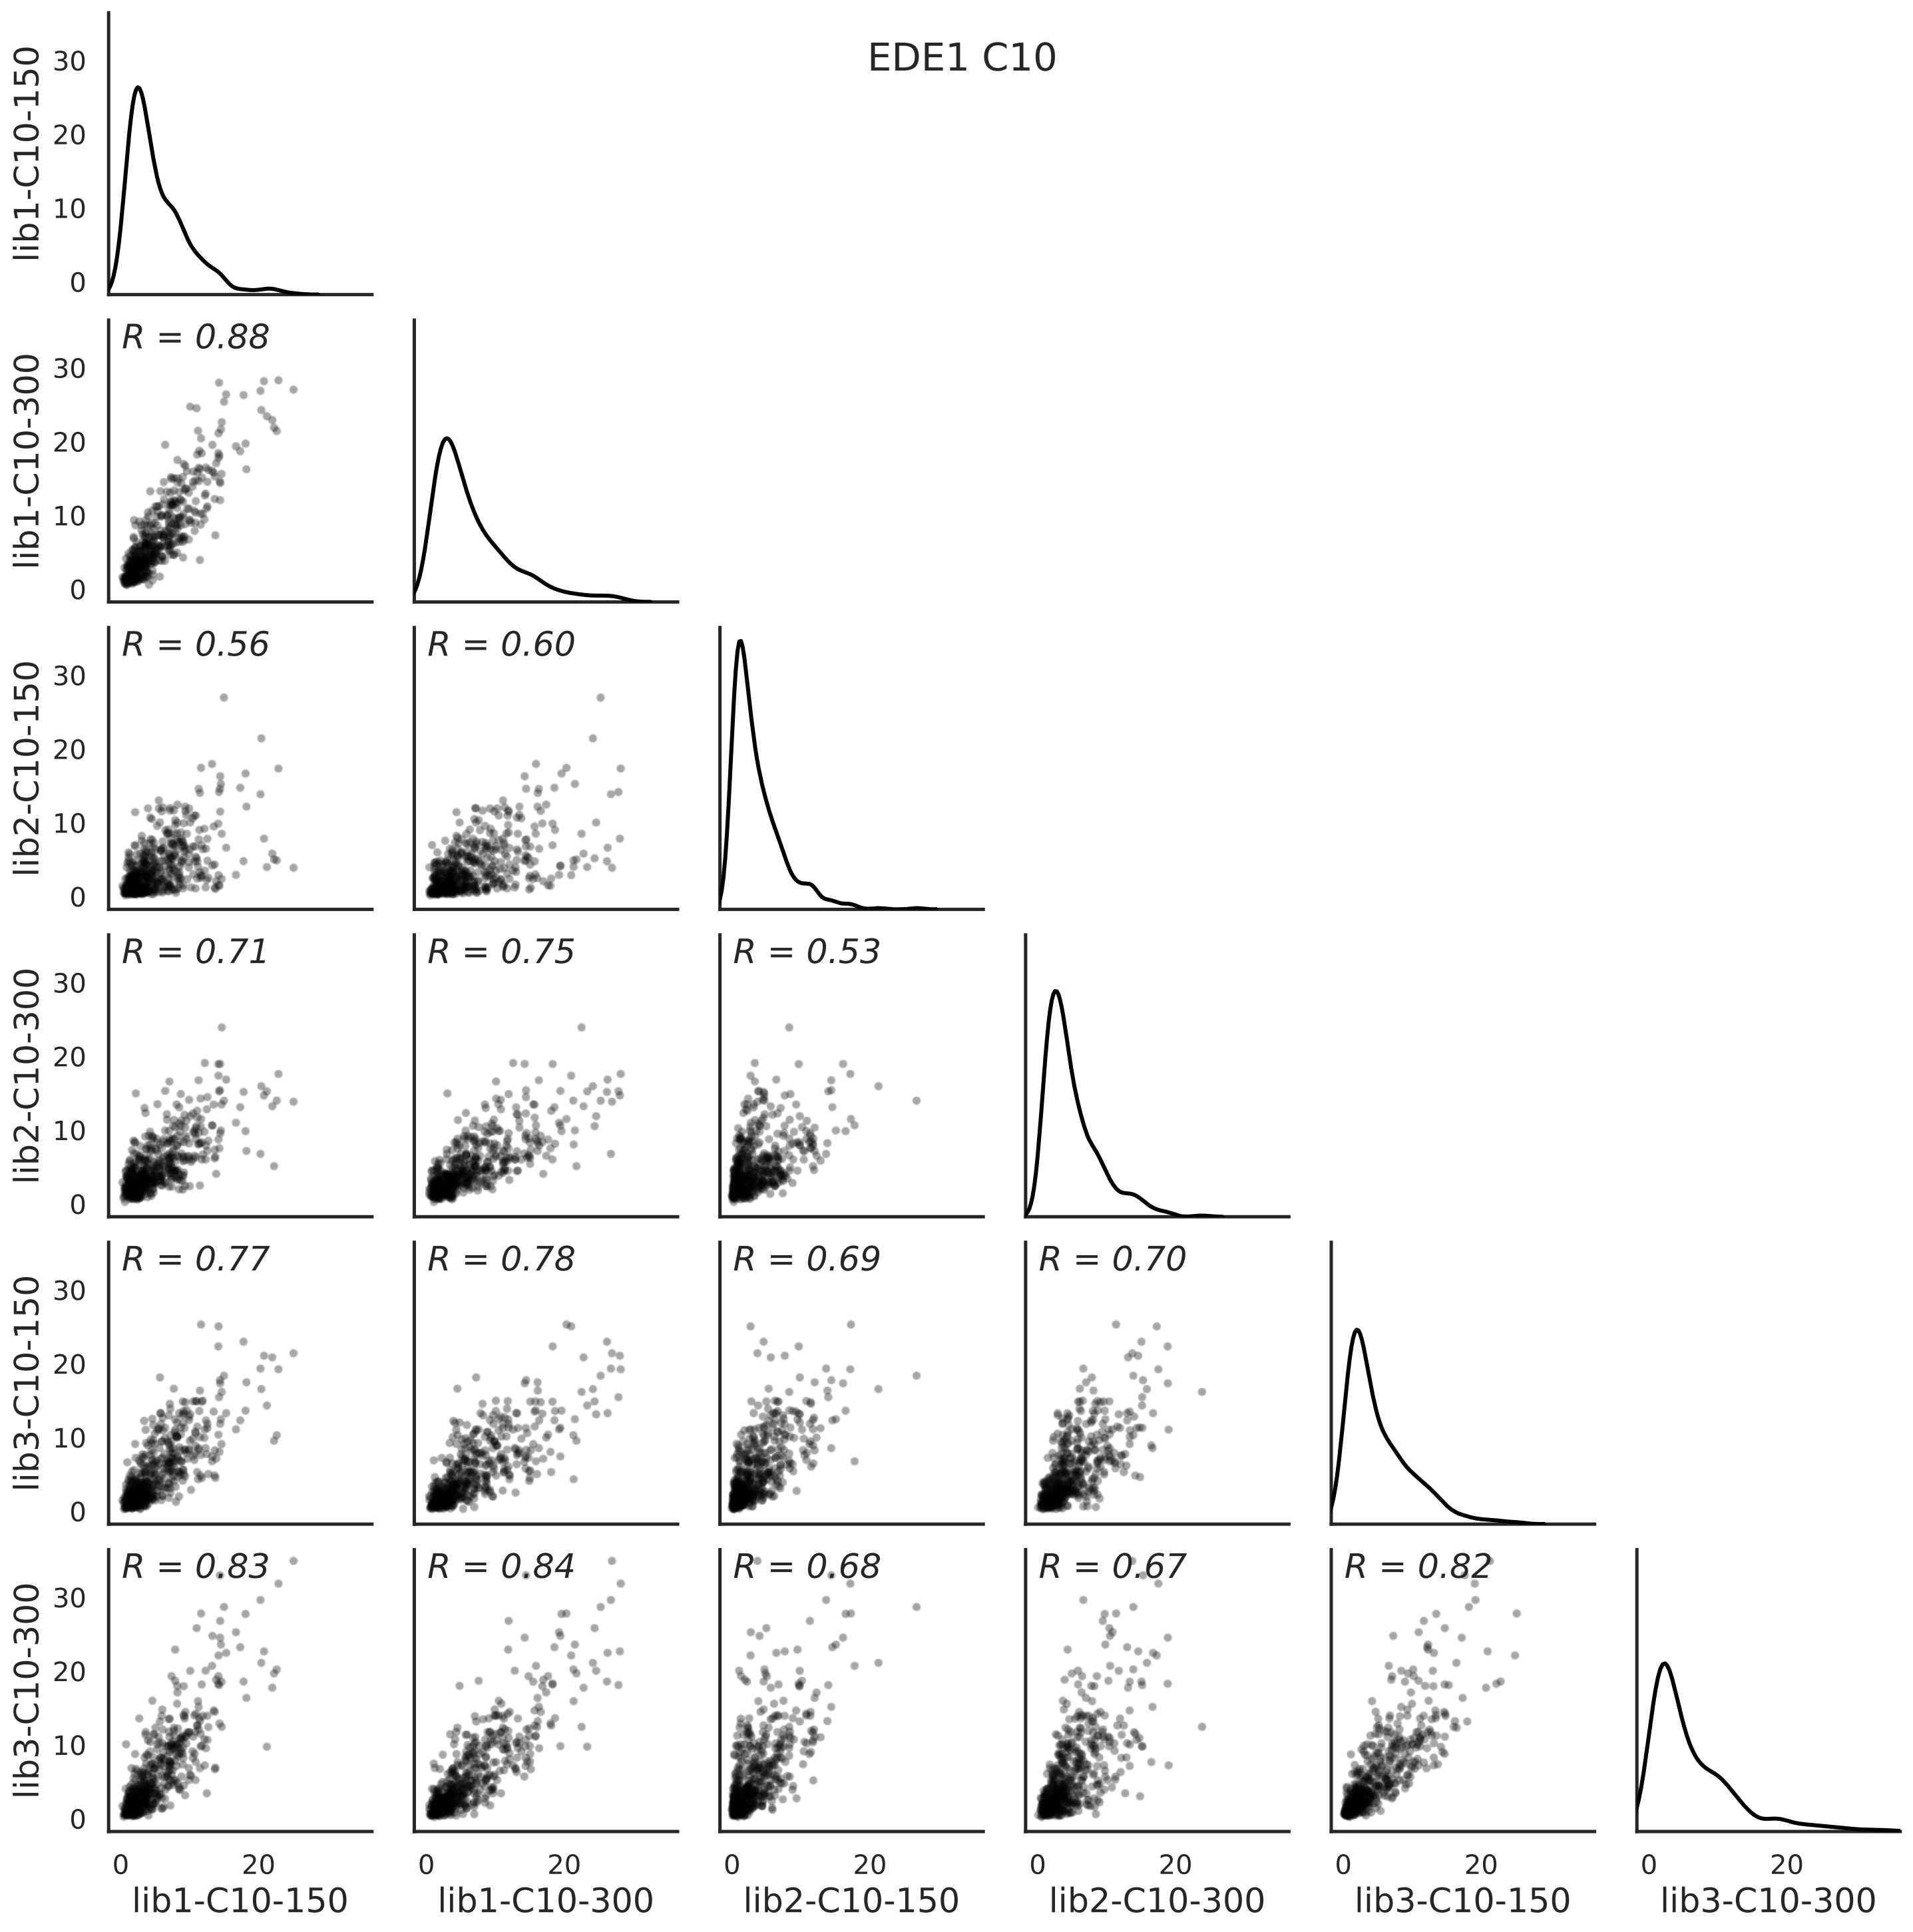 EDE1 C10
lib1-C10-150
30
20
10
0
lib1-C10-300
30
20
10
0
R = 0.88
lib2-C10-150
30
20
10
0
R = 0.56
R = 0.60
lib2-C10-300
30
20
10
0
R = 0.71
R = 0.75
R = 0.53
lib3-C10-150
30
20
10
0
R = 0.77
R = 0.78
R = 0.69
R = 0.70
lib3-C10-300
30
20
10
0
R = 0.83
R = 0.84
R = 0.68
R = 0.67
R = 0.82
0 20
lib1-C10-150
0 20
lib1-C10-300
0 20
lib2-C10-150
0 20
lib2-C10-300
0 20
lib3-C10-150
0 20
lib3-C10-300